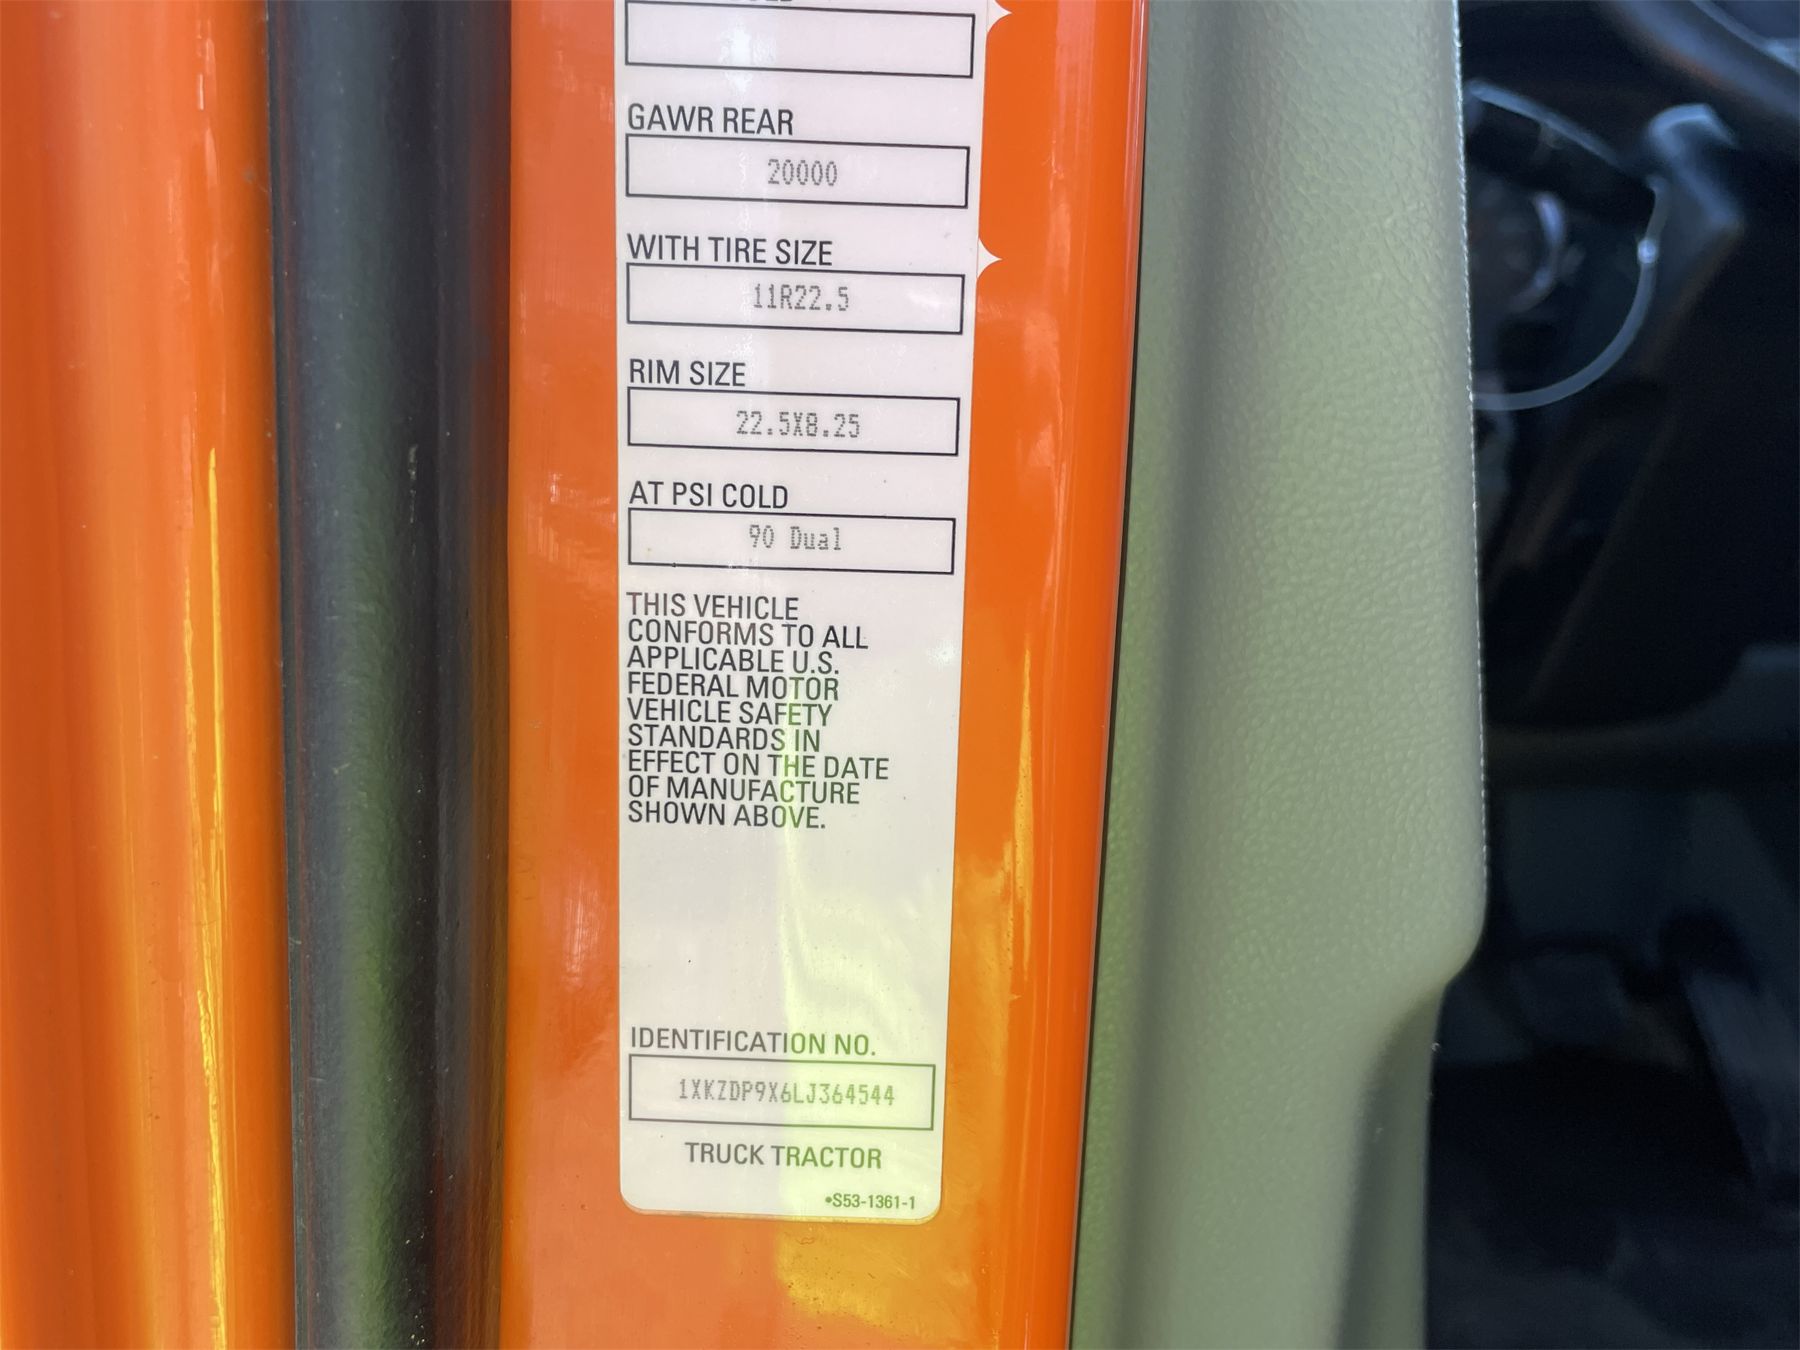 GAWR REAR
20000
WITH TIRE SIZE
11R22.5
RIM SIZE
22.5X8.25
AT PSI COLD
90 Dual
THIS VEHICLE
CONFORMS TO ALL
APPLICABLE U.S.
FEDERAL MOTOR
VEHICLE SAFETY
STANDARDS IN
EFFECT ON THE DATE
OF MANUFACTURE
SHOWN ABOVE.
IDENTIFICATION NO.
1XKZDP9X6LJ364544
TRUCK TRACTOR
•S53-1361-1